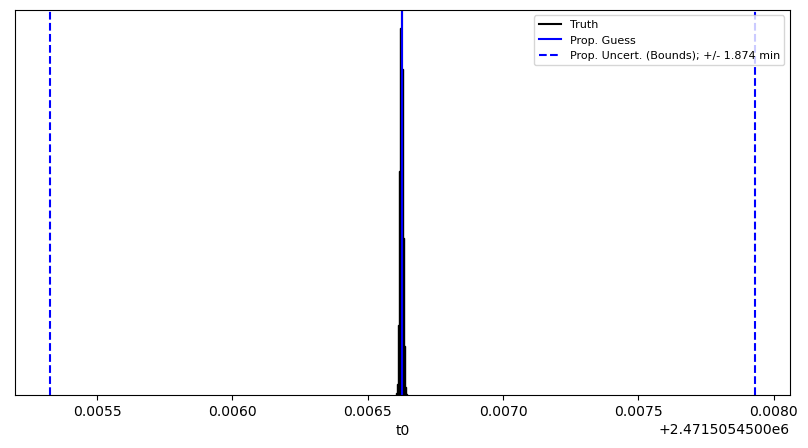 Truth
Prop. Guess
Prop. Uncert. (Bounds); +/- 1.874 min
0.0055 0.0060 0.0065 0.0070 0.0075 0.0080
t0
+2.4715054500e6